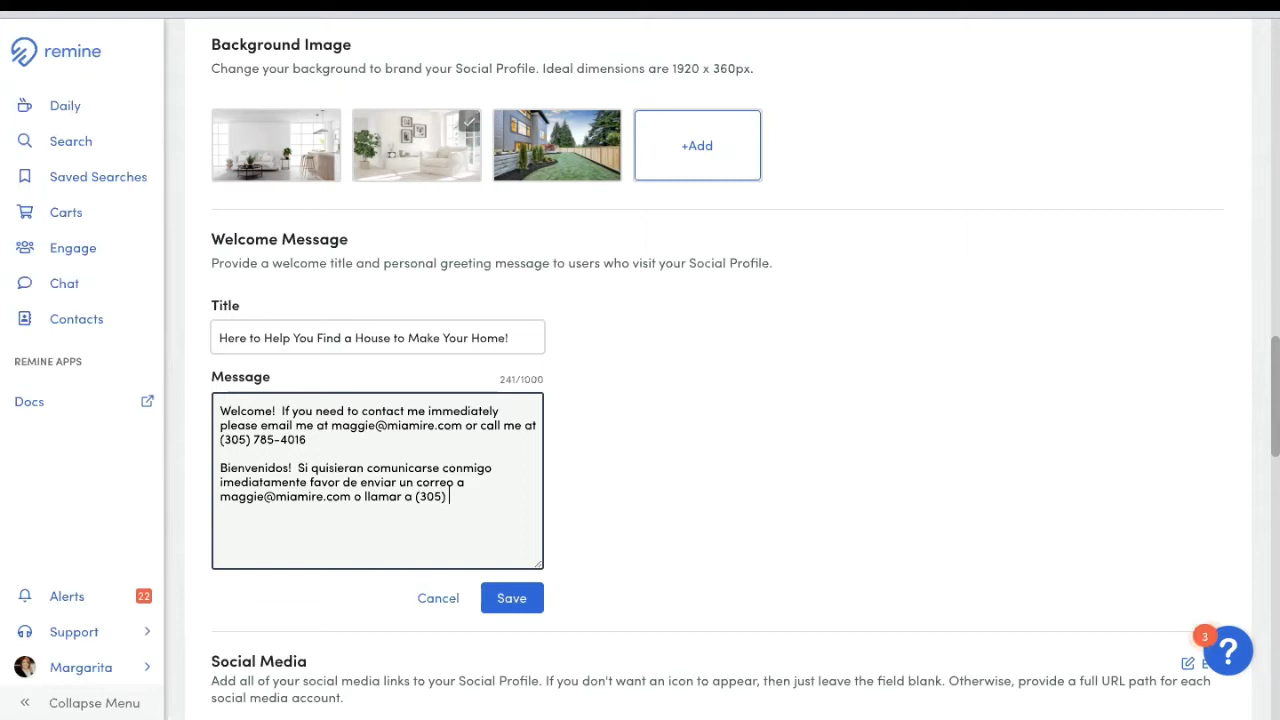 remine
Daily
Search
Saved Searches
Carts
Engage
Chat
Contacts
REMINE APPS
Docs
Alerts
22
Support
Margarita
Collapse Menu
Background Image
Change your background to brand your Social Profile. Ideal dimensions are 1920 x 360px.
+Add
Welcome Message
Provide a welcome title and personal greeting message to users who visit your Social Profile.
Title
Here to Help You Find a House to Make Your Home!
Message
241/1000
Welcome!  If you need to contact me immediately
please email me at maggie@miamire.com or call me at
(305) 785-4016
Bienvenidos!  Si quisieran comunicarse conmigo
imediatamente favor de enviar un correo a
maggie@miamire.com o llamar a (305)
Cancel
Save
Social Media
Add all of your social media links to your Social Profile. If you don't want an icon to appear, then just leave the field blank. Otherwise, provide a full URL path for each
social media account.
3
?